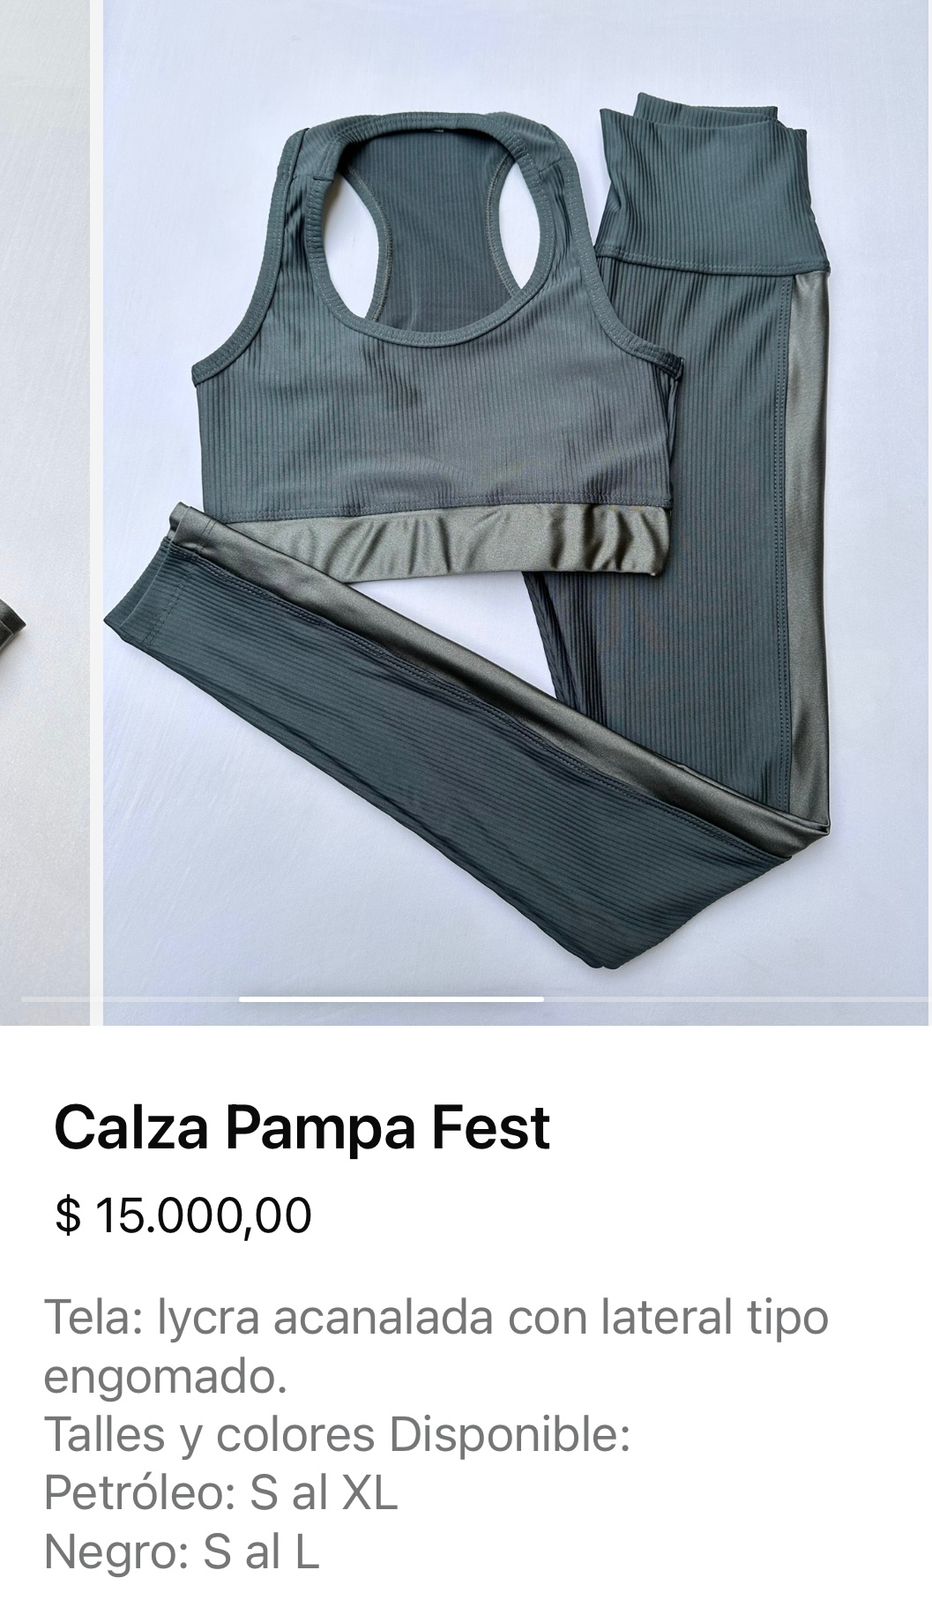 Calza Pampa Fest
$ 15.000,00
Tela: lycra acanalada con lateral tipo
engomado.
Talles y colores Disponible:
Petróleo: S al XL
Negro: S al L